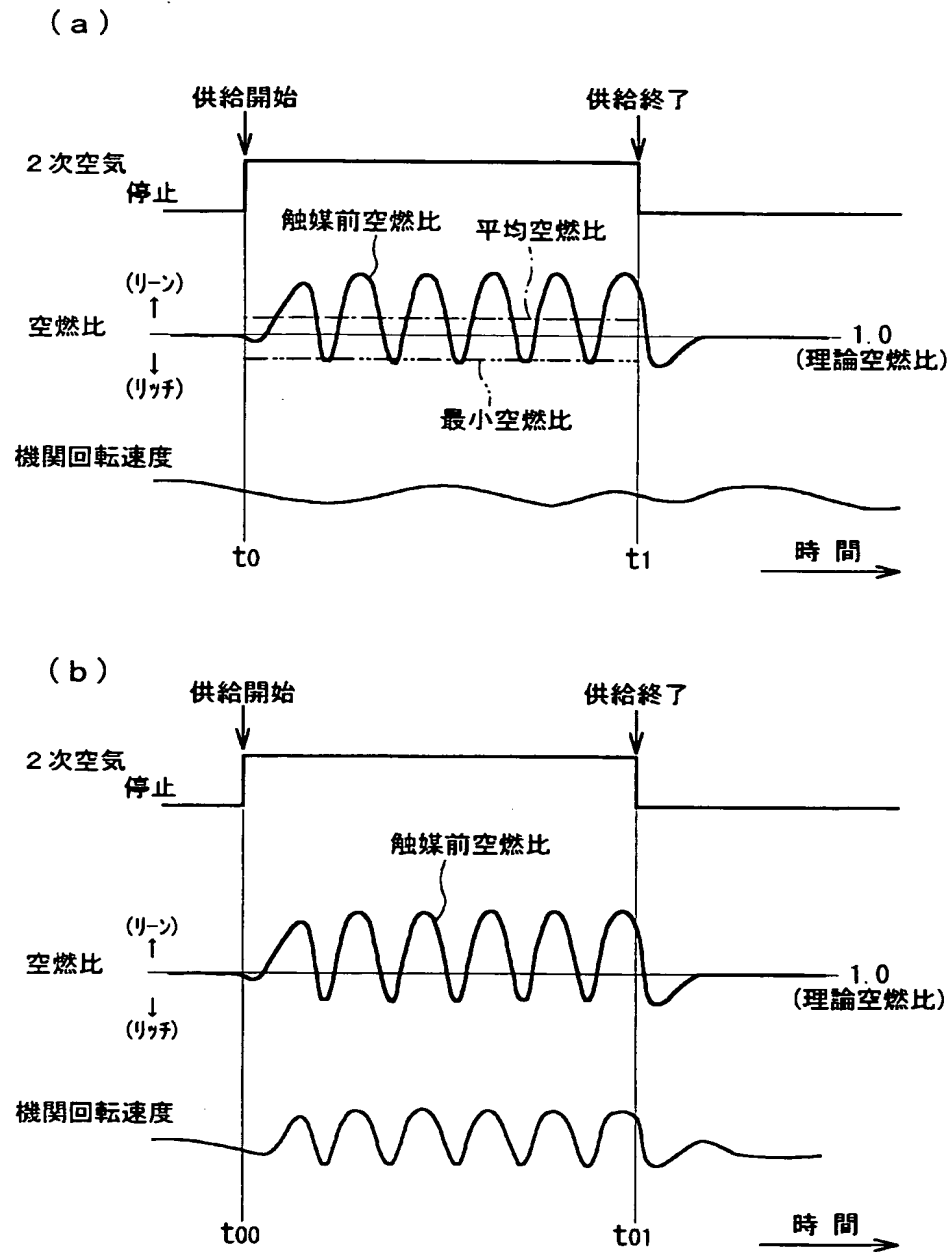 (a)
供給開始
供給終了
2次空気
停止
触媒前空燃比
平均空燃比
(リーン)
↑
空燃比
1.0
(理論空燃比)
↓
(リッチ)
最小空燃比
機関回転速度
t0
t1
時間
(b)
供給開始
供給終了
2次空気
停止
触媒前空燃比
(リーン)
↑
空燃比
1.0
(理論空燃比)
↓
(リッチ)
機関回転速度
t00
t01
時間